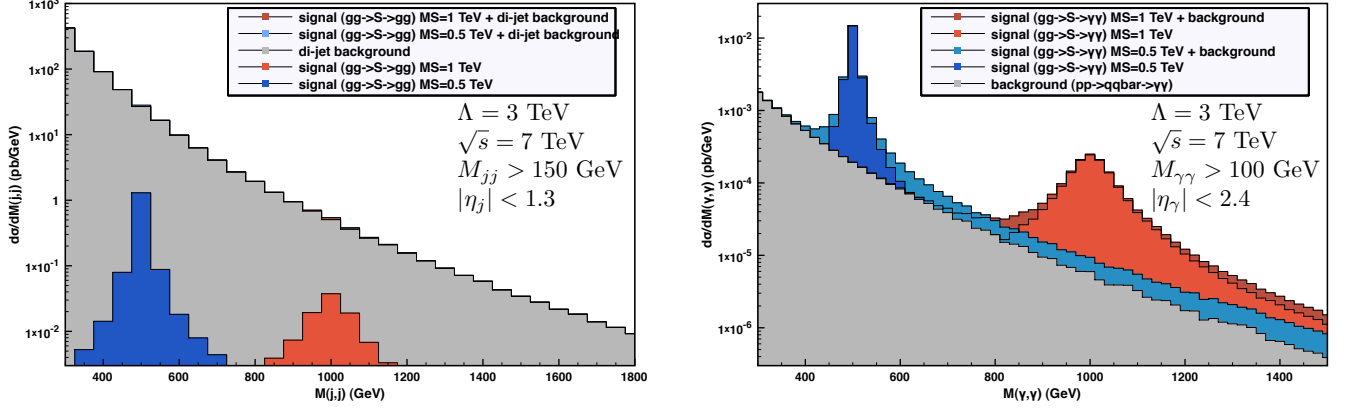 1×10³
1×10²
1×10¹
1
1×10⁻¹
1×10⁻²
dσ/dM(j,j) (pb/GeV)
signal (gg->S->gg) MS=1 TeV + di-jet background
signal (gg->S->gg) MS=0.5 TeV + di-jet background
di-jet background
signal (gg->S->gg) MS=1 TeV
signal (gg->S->gg) MS=0.5 TeV
Λ = 3 TeV
√s = 7 TeV
M_jj > 150 GeV
|η_j| < 1.3
400 600 800 1000 1200 1400 1600 1800
M(j,j) (GeV)
1×10⁻²
1×10⁻³
1×10⁻⁴
1×10⁻⁵
1×10⁻⁶
dσ/dM(γ,γ) (pb/GeV)
signal (gg->S->γγ) MS=1 TeV + background
signal (gg->S->γγ) MS=1 TeV
signal (gg->S->γγ) MS=0.5 TeV + background
signal (gg->S->γγ) MS=0.5 TeV
background (pp->qqbar->γγ)
Λ = 3 TeV
√s = 7 TeV
M_γγ > 100 GeV
|η_γ| < 2.4
400 600 800 1000 1200 1400
M(γ,γ) (GeV)